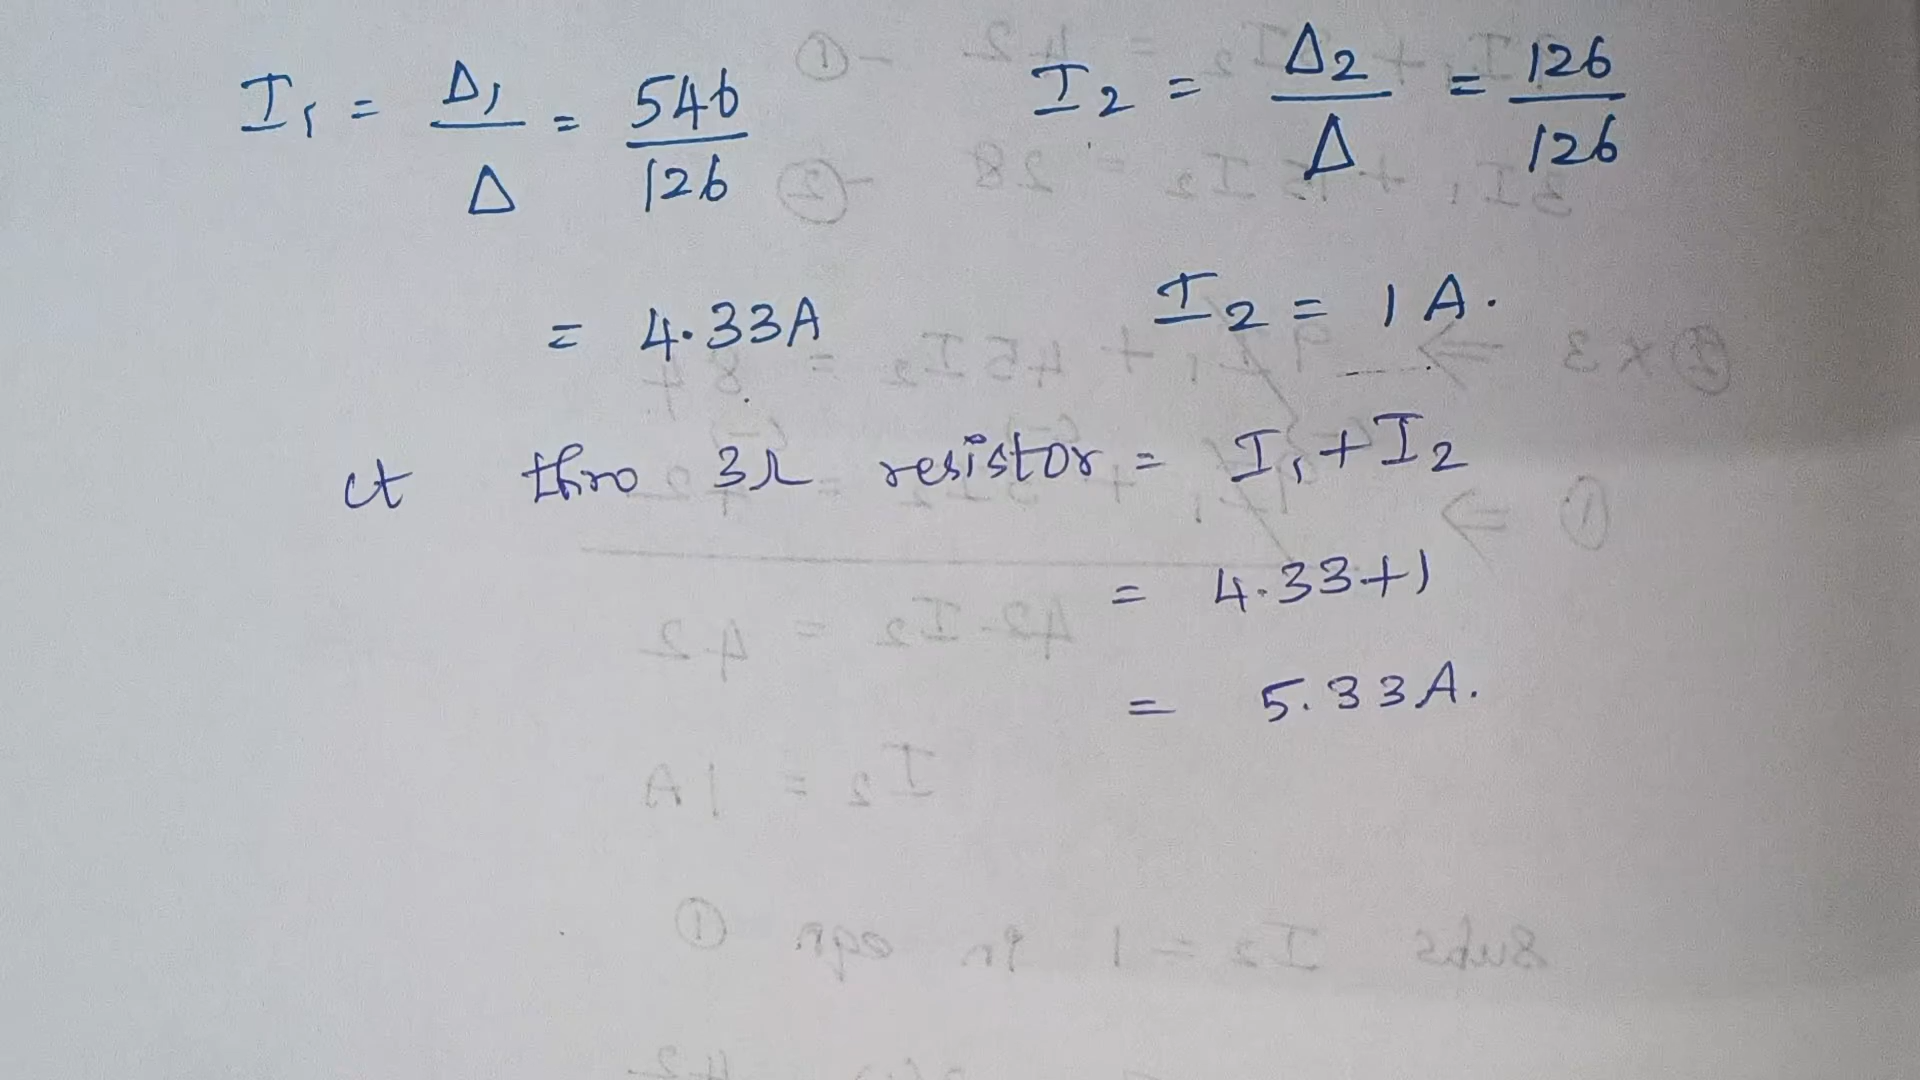 I₁ = Δ₁/Δ = 546/126
= 4.33A
I₂ = Δ₂/Δ = 126/126
I₂ = 1 A.
ct thro 3Ω resistor = I₁ + I₂
= 4.33+1
= 5.33A.